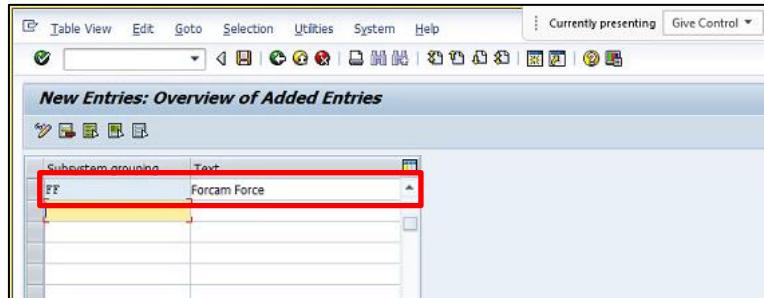 Table View Edit Goto Selection Utilities System Help
Currently presenting Give Control
New Entries: Overview of Added Entries
Subsystem grouping Text
FF Forcam Force